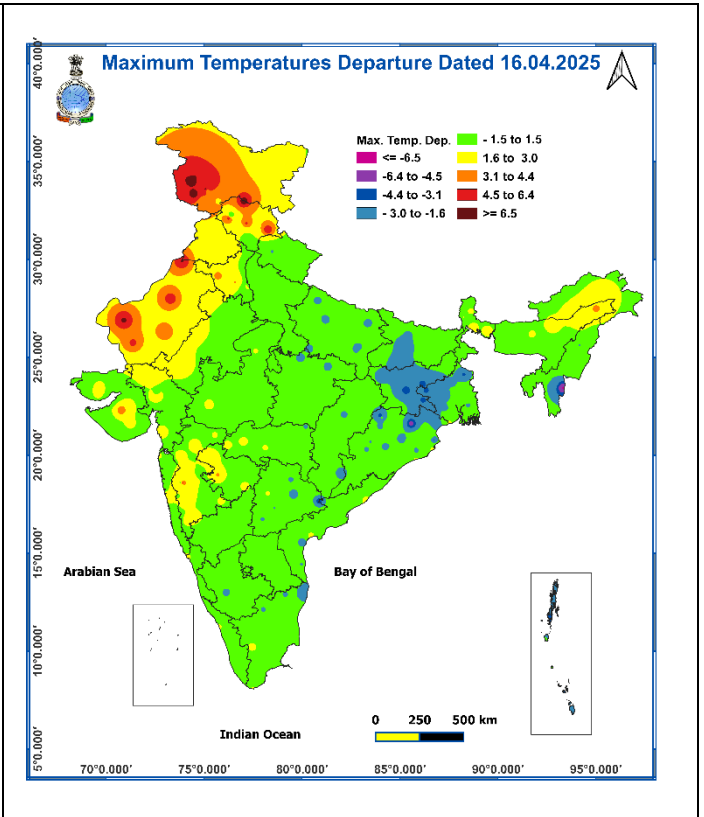 Maximum Temperatures Departure Dated 16.04.2025
Max. Temp. Dep.
<= -6.5
-6.4 to -4.5
-4.4 to -3.1
- 3.0 to -1.6
- 1.5 to 1.5
1.6 to 3.0
3.1 to 4.4
4.5 to 6.4
>= 6.5
40°0.000'
35°0.000'
30°0.000'
25°0.000'
20°0.000'
15°0.000'
10°0.000'
5°0.000'
Arabian Sea
Bay of Bengal
Indian Ocean
0 250 500 km
70°0.000' 75°0.000' 80°0.000' 85°0.000' 90°0.000' 95°0.000'